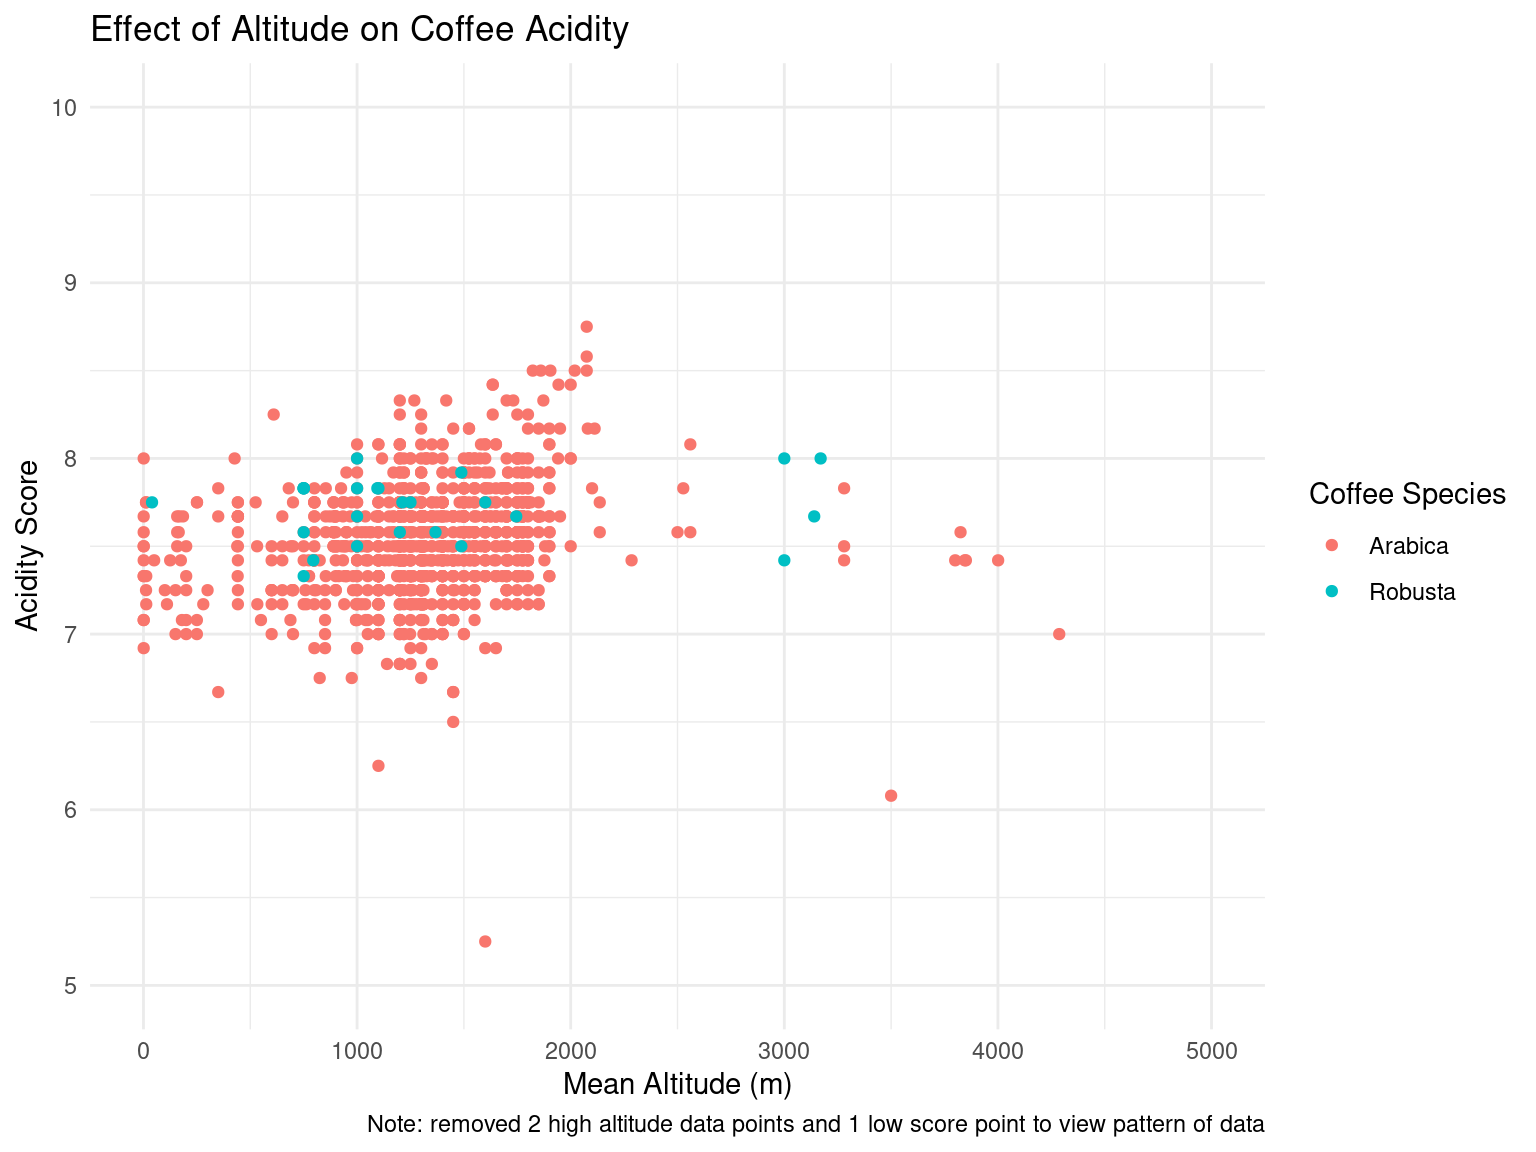 Effect of Altitude on Coffee Acidity
10
9
8
7
6
5
Acidity Score
0 1000 2000 3000 4000 5000
Mean Altitude (m)
Coffee Species
Arabica
Robusta
Note: removed 2 high altitude data points and 1 low score point to view pattern of data